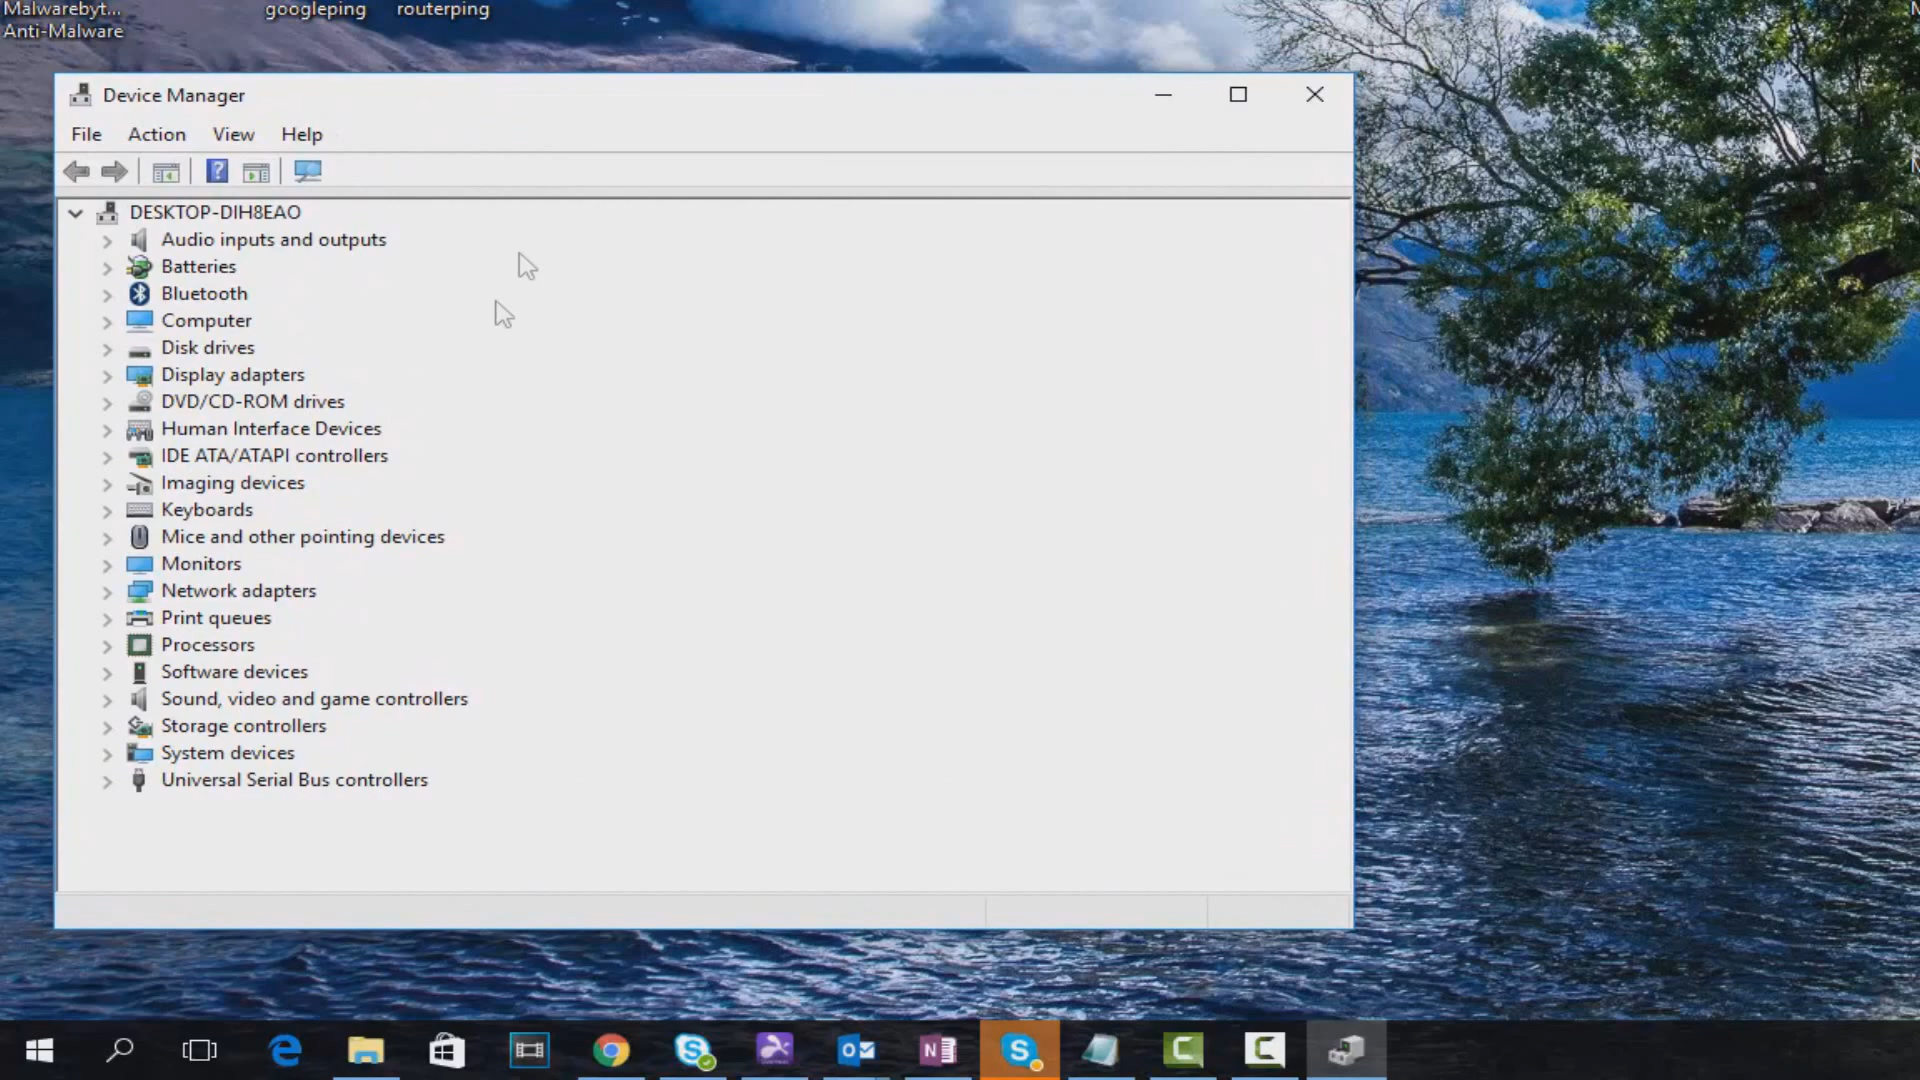 Malwarebyt...
Anti-Malware
googleping
routerping
Device Manager
File Action View Help
DESKTOP-DIH8EAO
Audio inputs and outputs
Batteries
Bluetooth
Computer
Disk drives
Display adapters
DVD/CD-ROM drives
Human Interface Devices
IDE ATA/ATAPI controllers
Imaging devices
Keyboards
Mice and other pointing devices
Monitors
Network adapters
Print queues
Processors
Software devices
Sound, video and game controllers
Storage controllers
System devices
Universal Serial Bus controllers